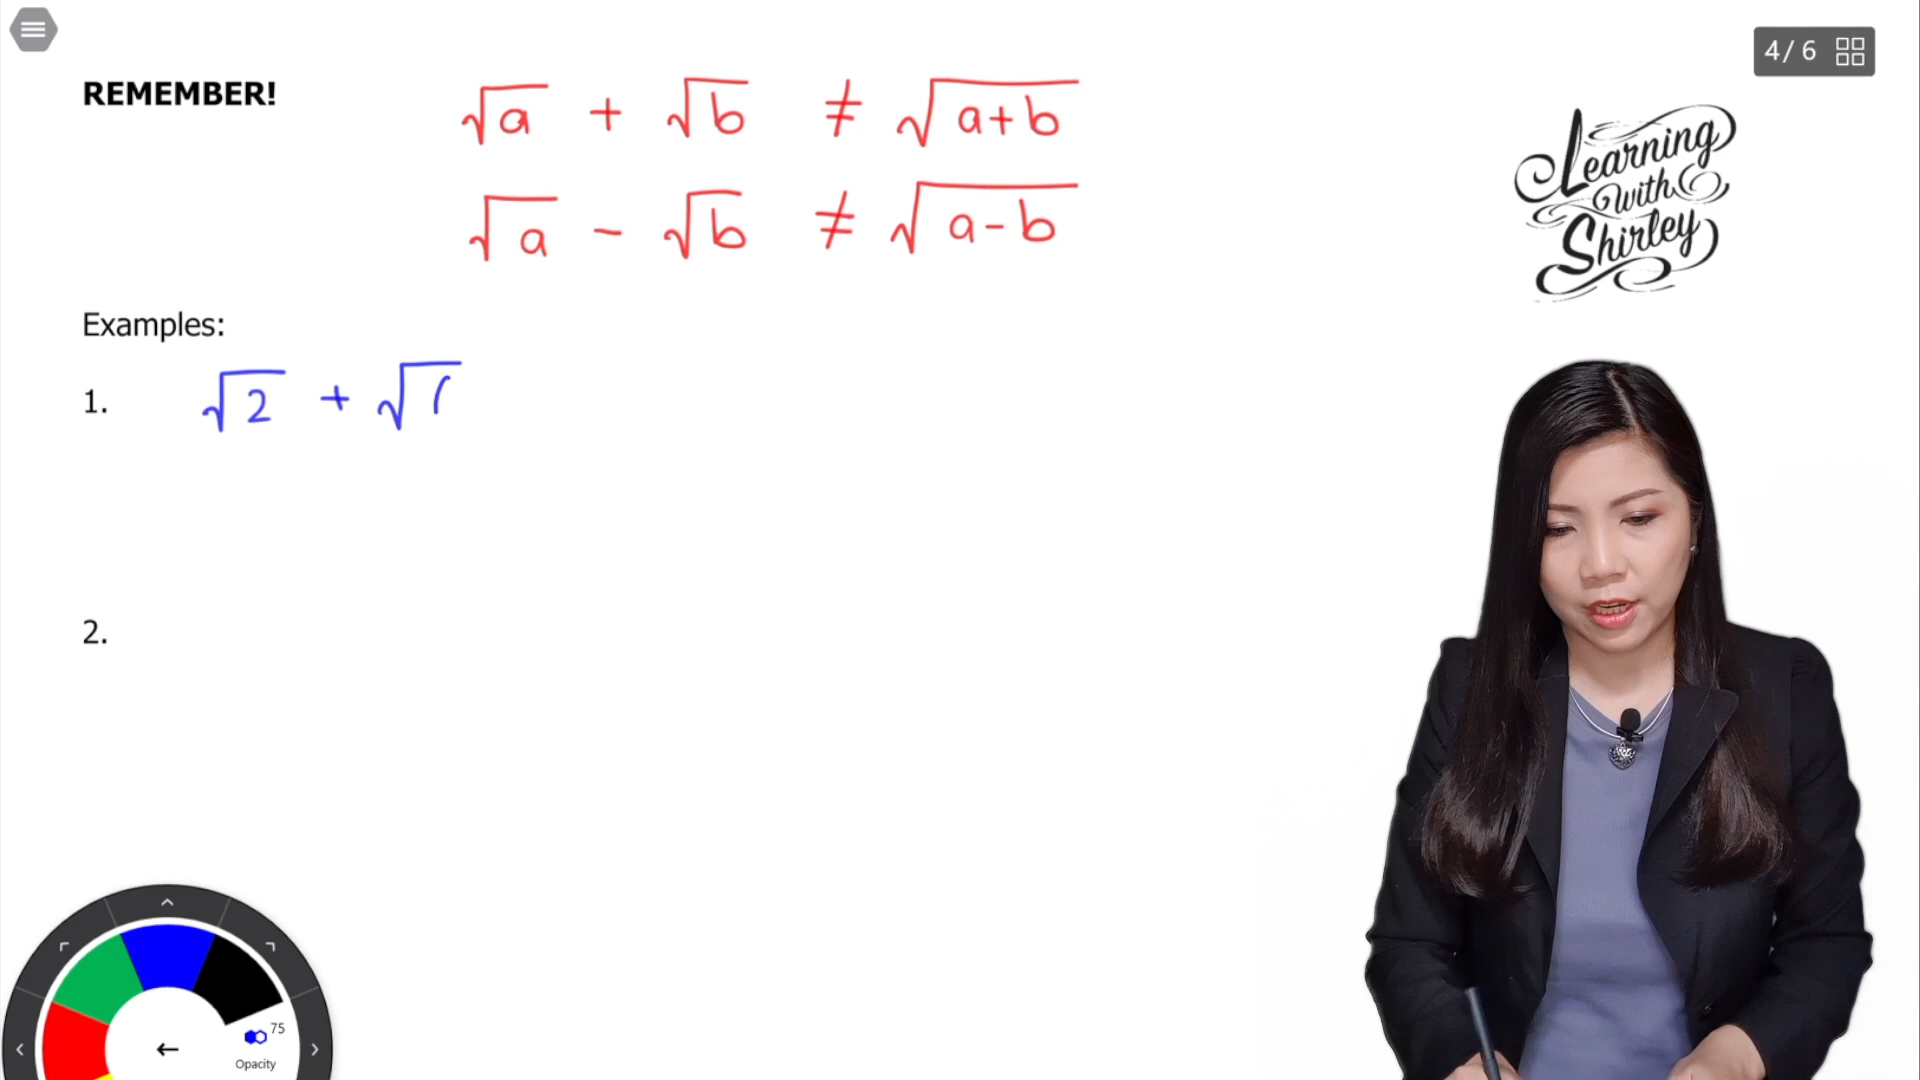 4/6
REMEMBER! √a + √b ≠ √a+b
√a - √b ≠ √a-b
Learning
with
Shirley
Examples:
1. √2 + √
2.
75
Opacity